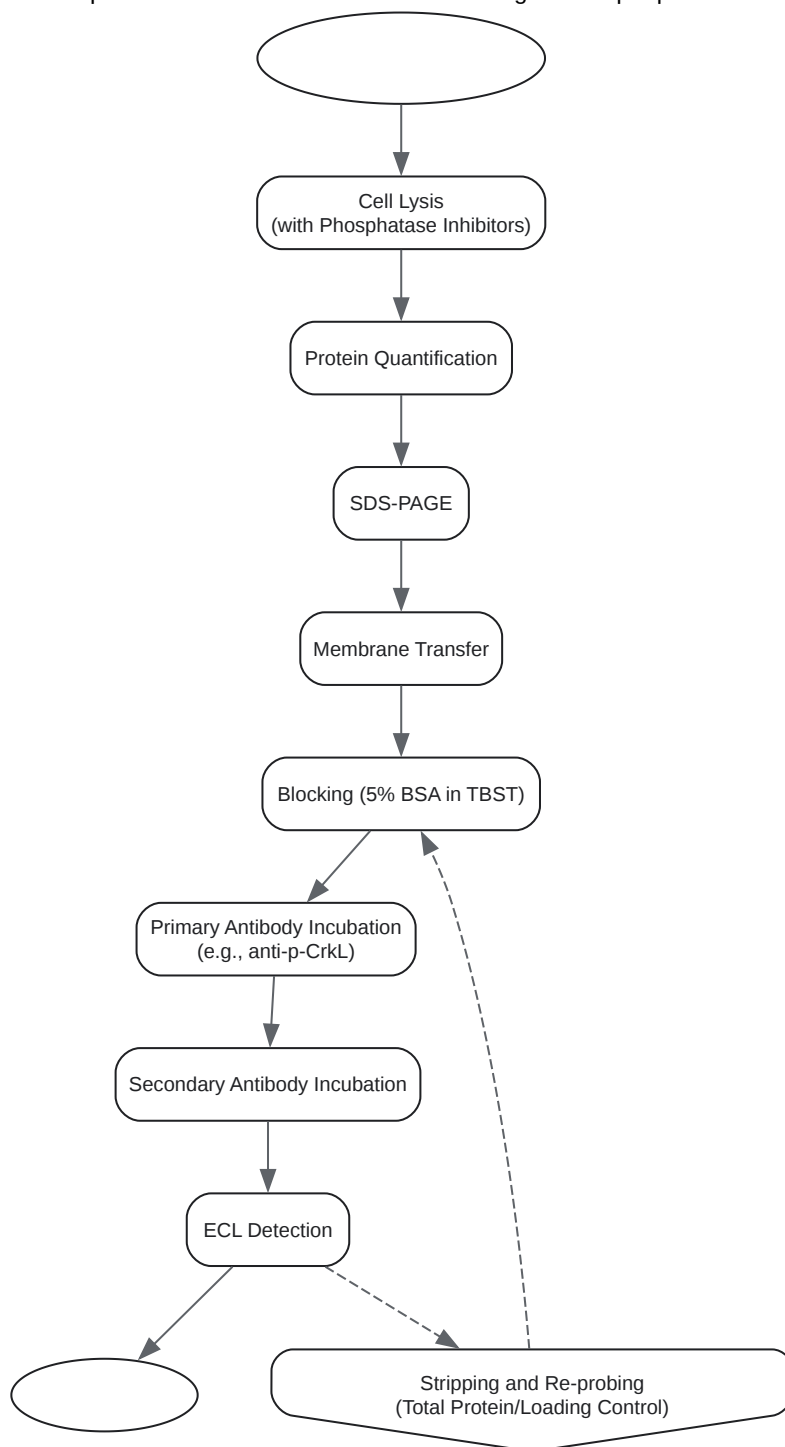 Cell Lysis
(with Phosphatase Inhibitors)
Protein Quantification
SDS-PAGE
Membrane Transfer
Blocking (5% BSA in TBST)
Primary Antibody Incubation
(e.g., anti-p-CrkL)
Secondary Antibody Incubation
ECL Detection
Stripping and Re-probing
(Total Protein/Loading Control)